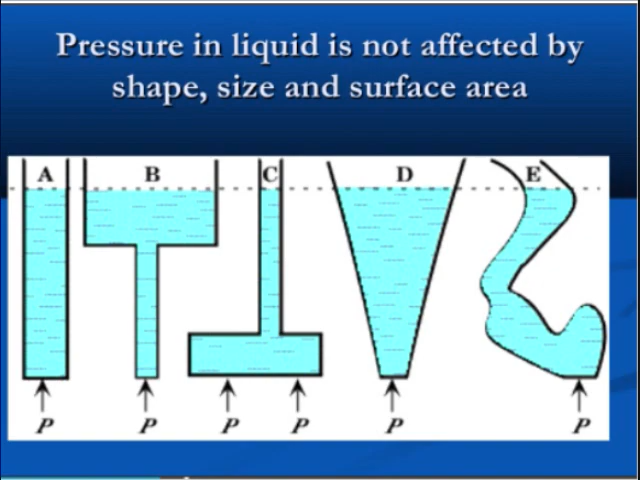 Pressure in liquid is not affected by
shape, size and surface area
A B C D E
P P P P P P